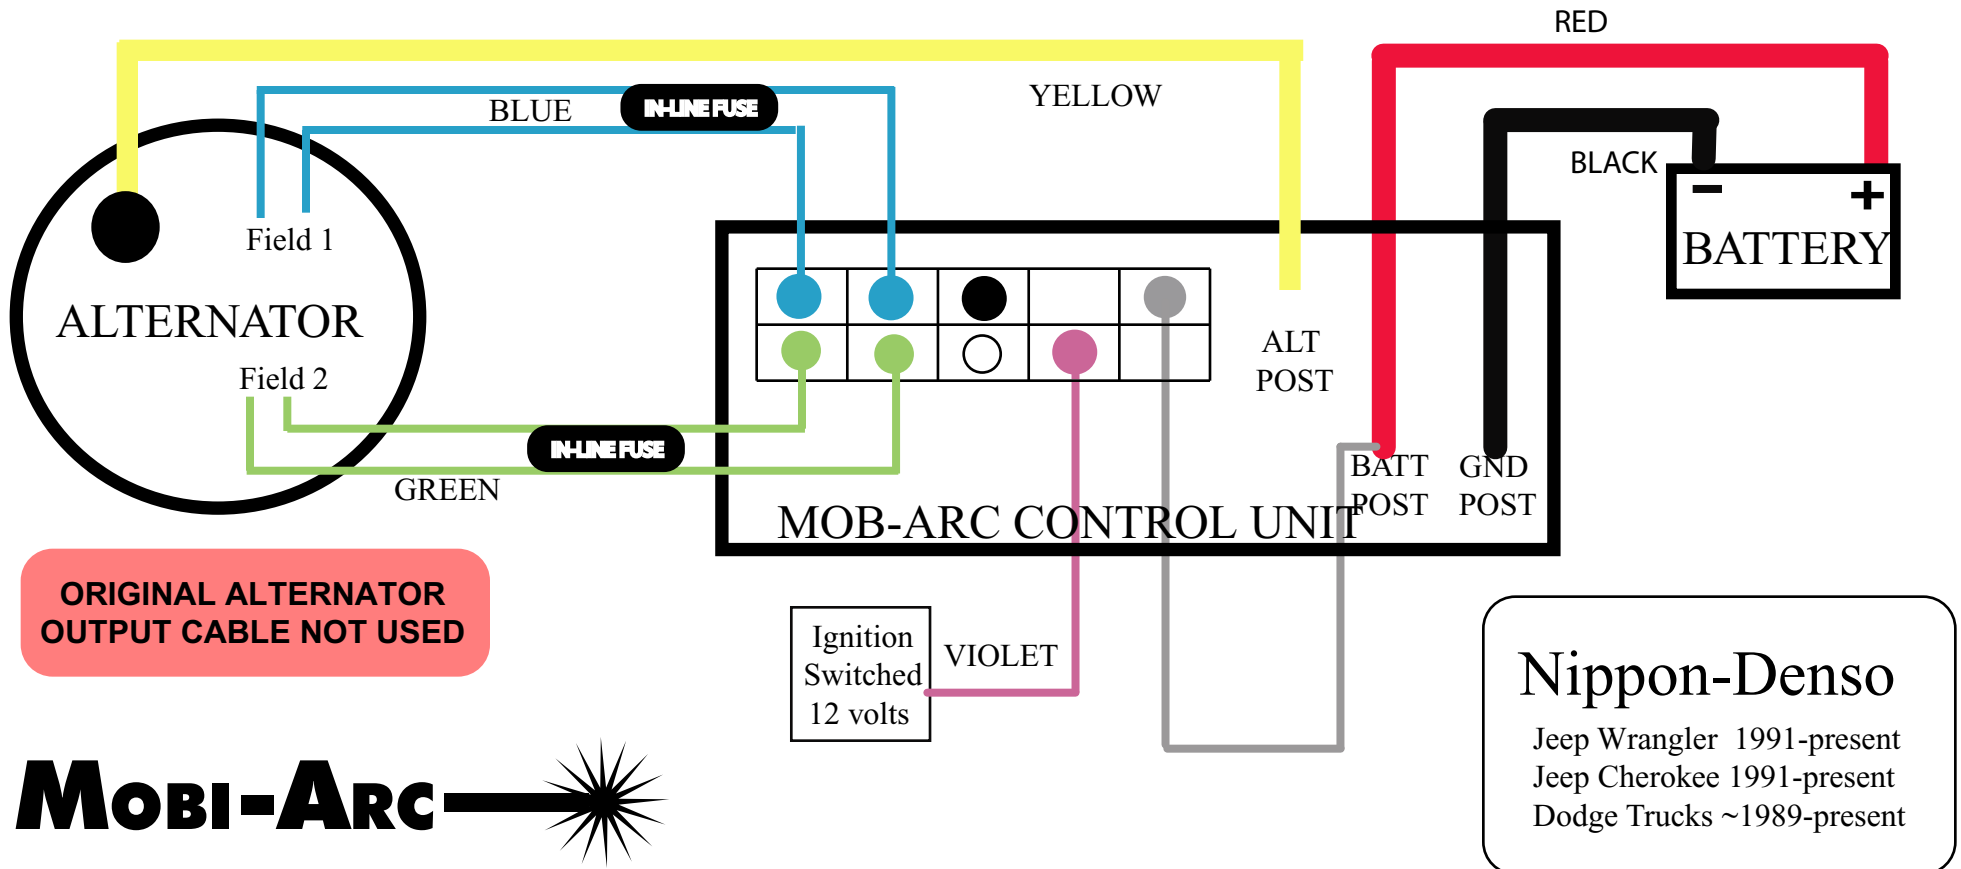 RED
BLUE
IN-LINE FUSE
YELLOW
BLACK
Field 1
- +
BATTERY
ALTERNATOR
ALT
POST
Field 2
IN-LINE FUSE
GREEN
BATT
POST
GND
POST
MOB-ARC CONTROL UNIT
ORIGINAL ALTERNATOR
OUTPUT CABLE NOT USED
Ignition
Switched
12 volts
VIOLET
Nippon-Denso
Jeep Wrangler 1991-present
Jeep Cherokee 1991-present
Dodge Trucks ~1989-present
MOBI-ARC